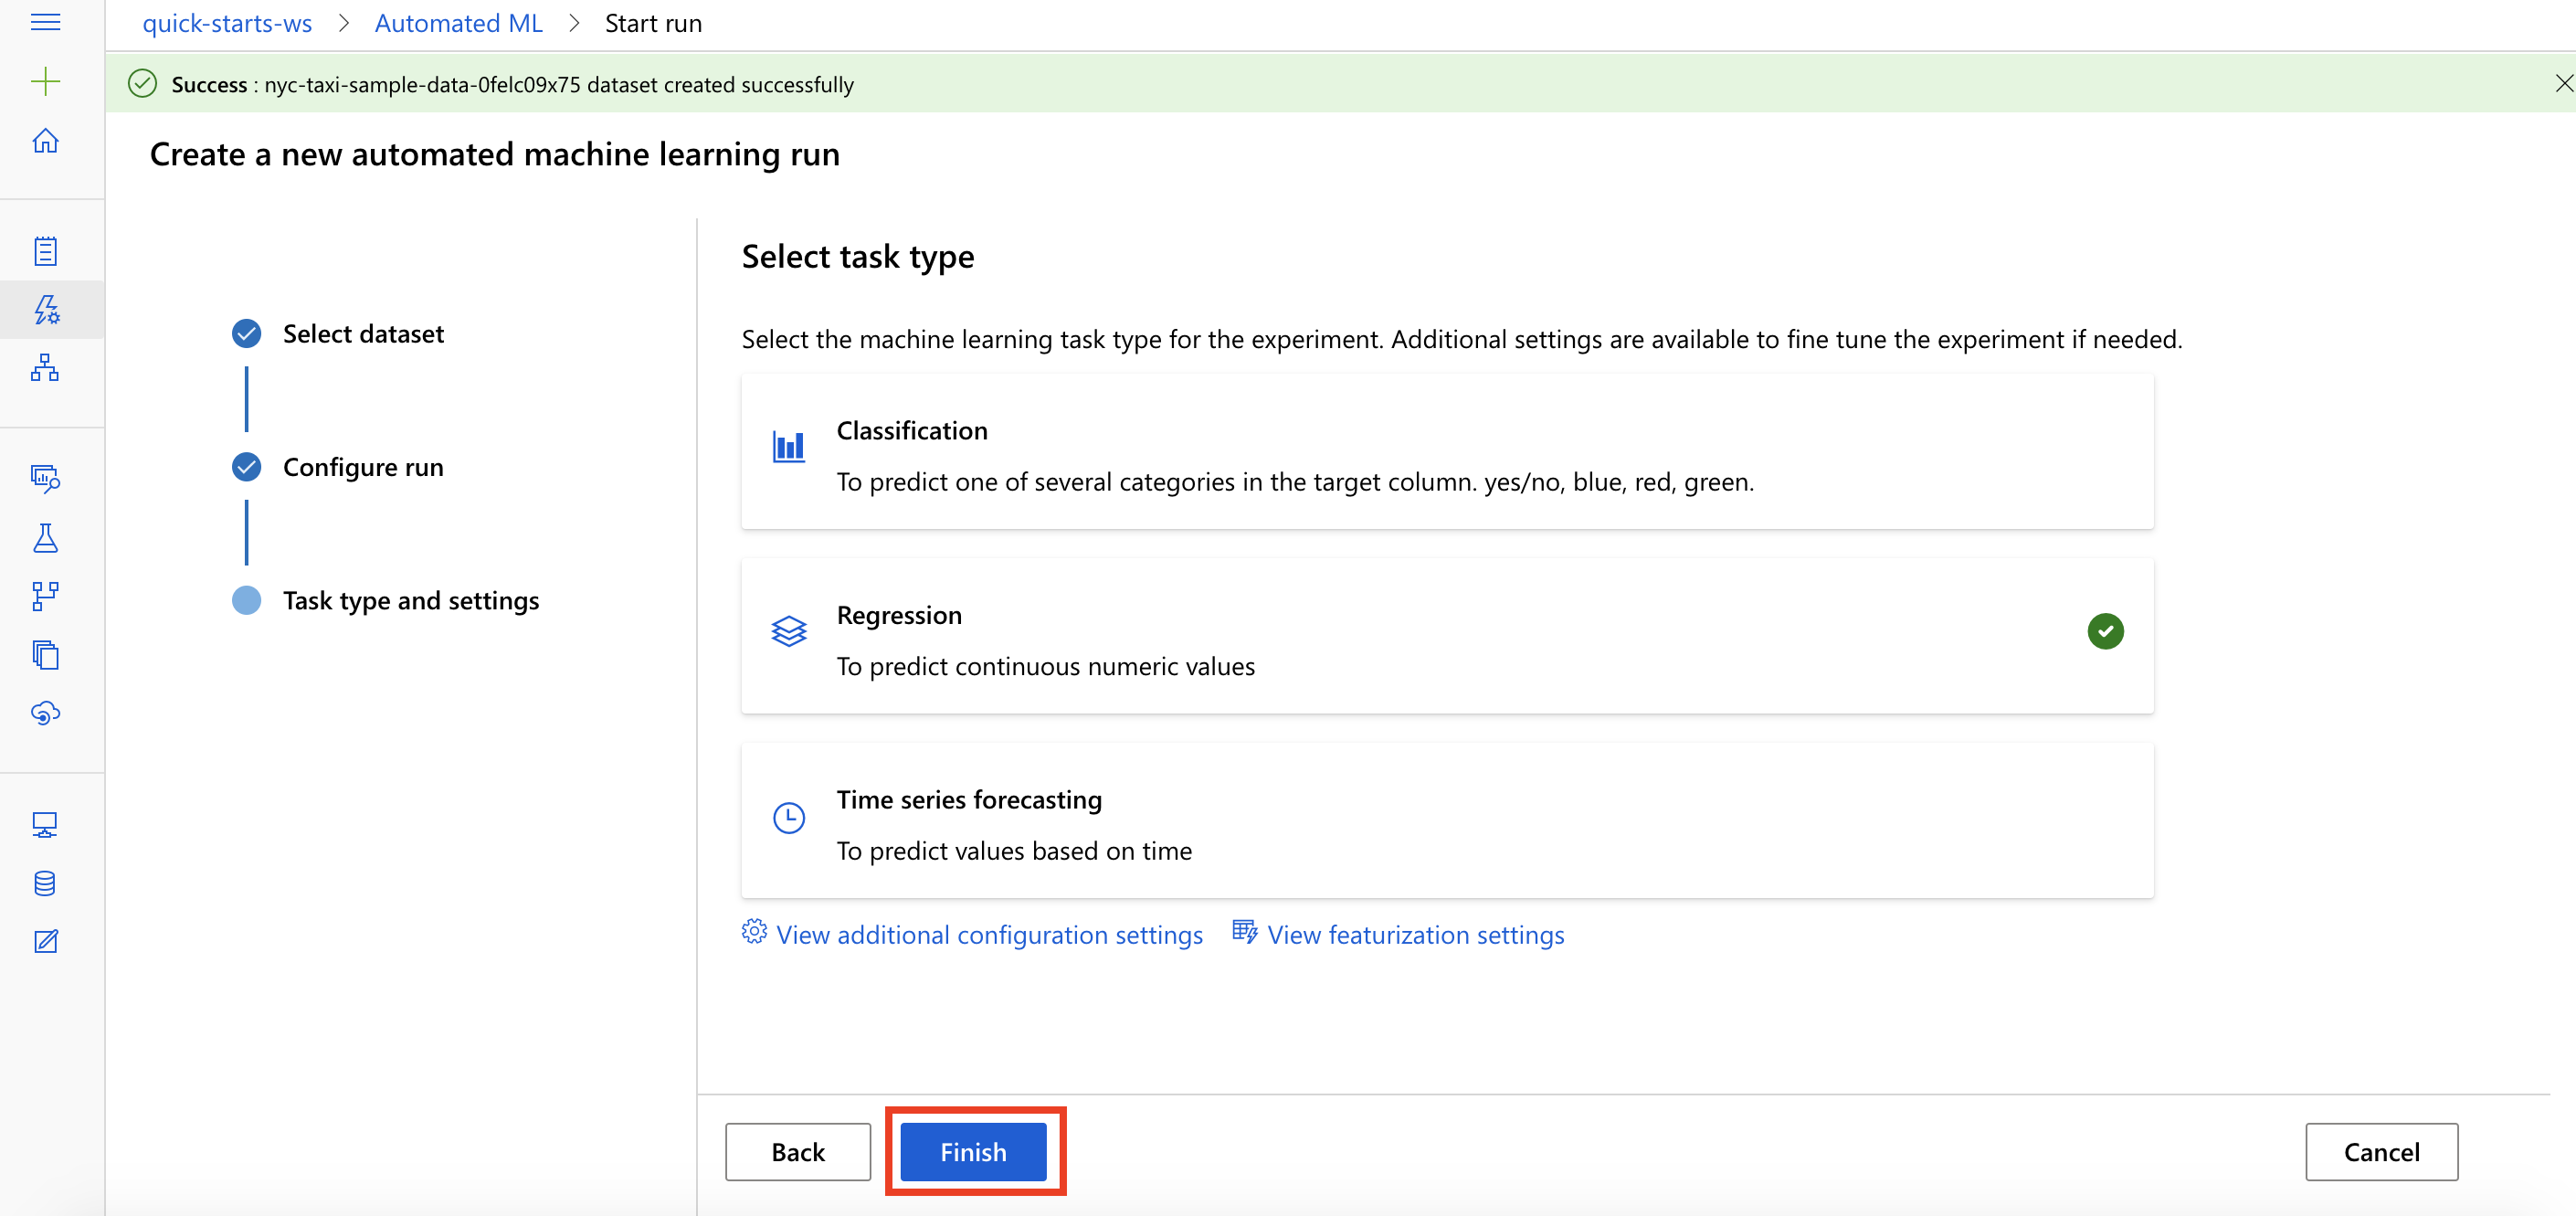 quick-starts-ws > Automated ML > Start run
Success : nyc-taxi-sample-data-0felc09x75 dataset created successfully
Create a new automated machine learning run
Select dataset
Configure run
Task type and settings
Select task type
Select the machine learning task type for the experiment. Additional settings are available to fine tune the experiment if needed.
Classification
To predict one of several categories in the target column. yes/no, blue, red, green.
Regression
To predict continuous numeric values
Time series forecasting
To predict values based on time
View additional configuration settings View featurization settings
Back Finish Cancel